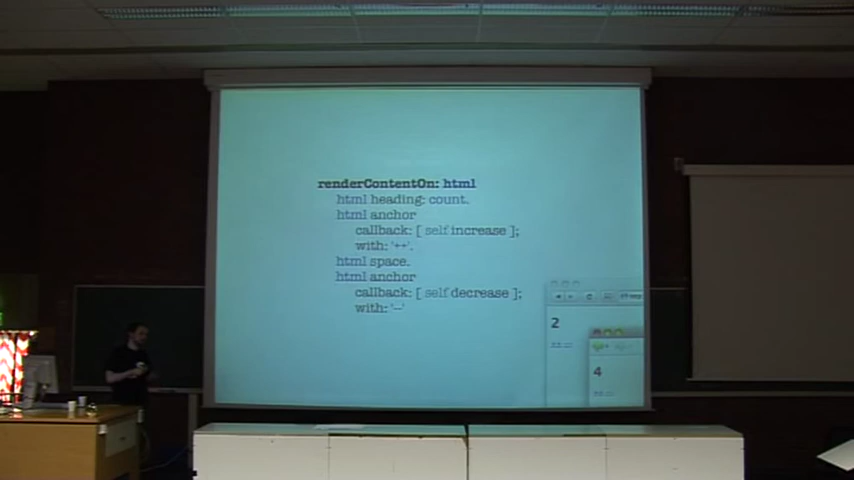 renderContentOn: html
html heading: count.
html anchor
callback: [ self increase ];
with: '++'.
html space.
html anchor
callback: [ self decrease ];
with: '--'
2
4